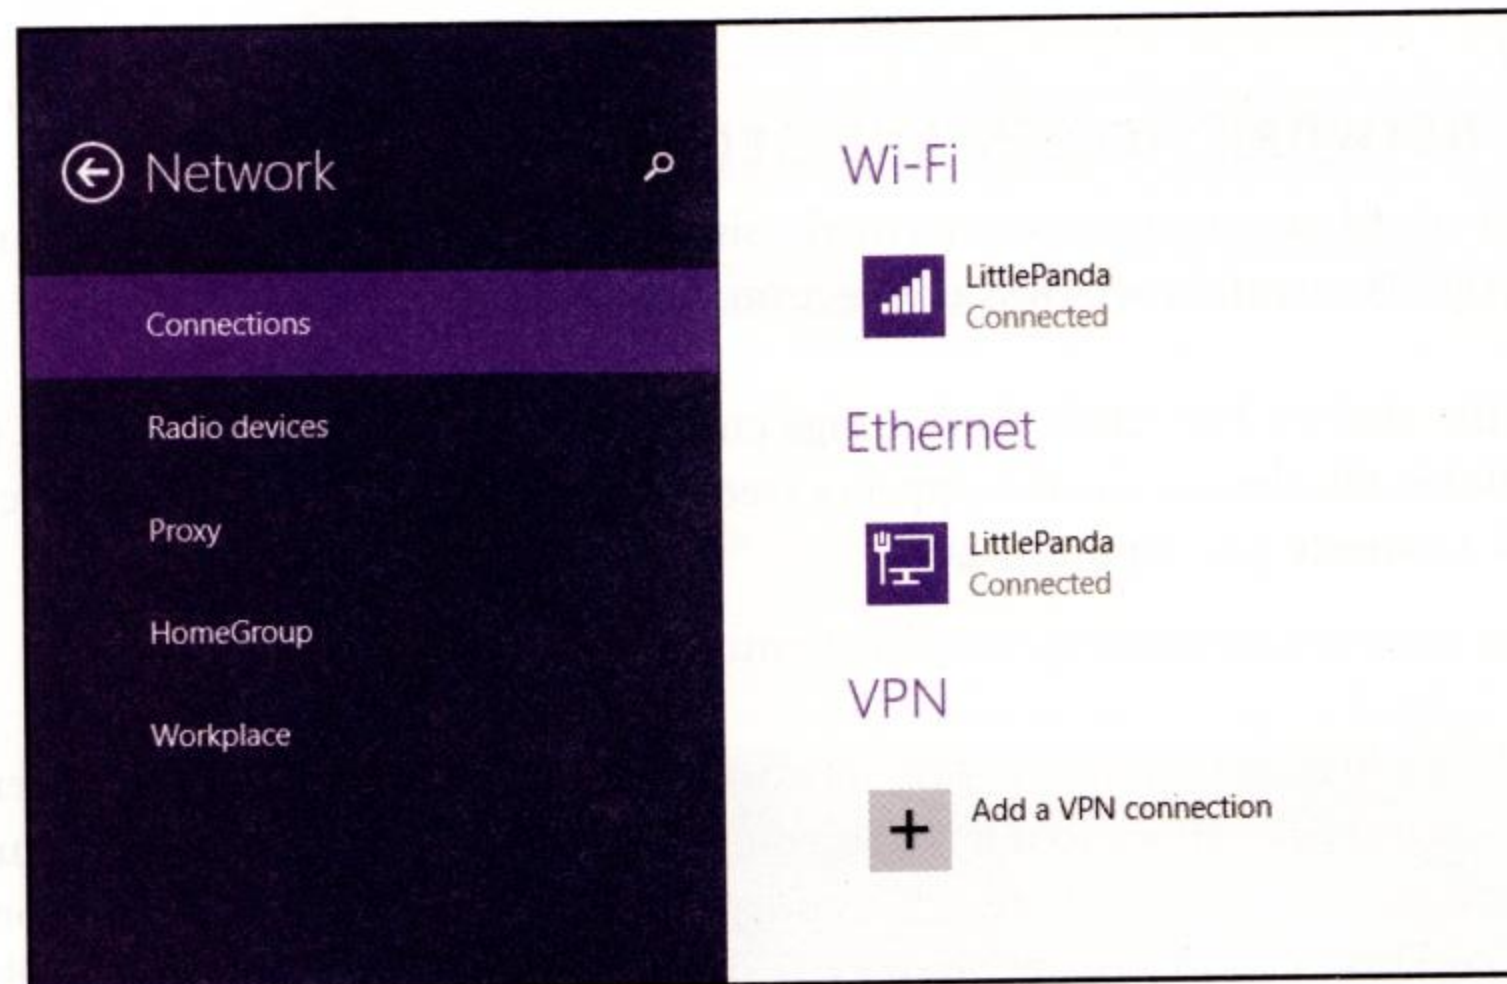 Network
Connections
Radio devices
Proxy
HomeGroup
Workplace
Wi-Fi
LittlePanda
Connected
Ethernet
LittlePanda
Connected
VPN
Add a VPN connection